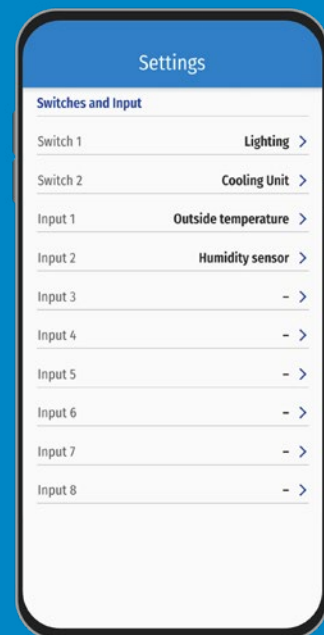 Settings
Switches and Input
Switch 1 Lighting >
Switch 2 Cooling Unit >
Input 1 Outside temperature >
Input 2 Humidity sensor >
Input 3 - >
Input 4 - >
Input 5 - >
Input 6 - >
Input 7 - >
Input 8 - >